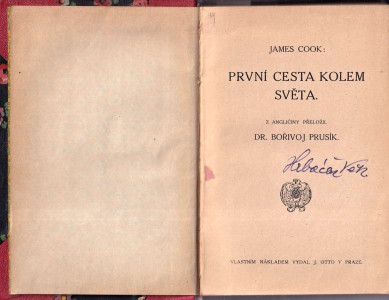 JAMES COOK:
PRVNÍ CESTA KOLEM
SVĚTA.
Z ANGLIČINY PŘELOŽIL
DR. BOŘIVOJ PRUSÍK.
VLASTNÍM NÁKLADEM VYDAL J. OTTO V PRAZE.